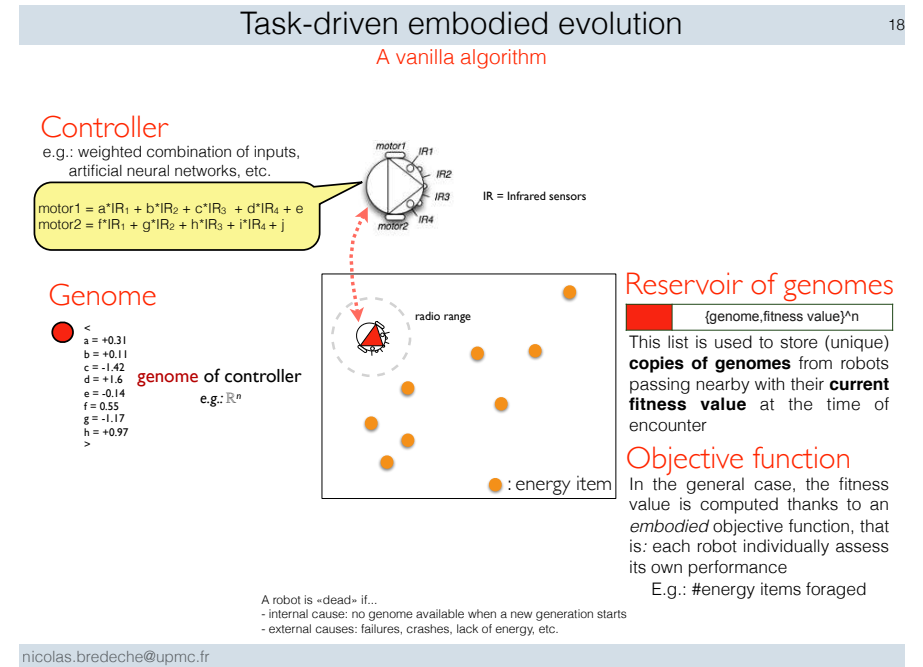 Task-driven embodied evolution
18
A vanilla algorithm
Controller
e.g.: weighted combination of inputs,
artificial neural networks, etc.
motor1 = a*IR₁ + b*IR₂ + c*IR₃ + d*IR₄ + e
motor2 = f*IR₁ + g*IR₂ + h*IR₃ + i*IR₄ + j
motor1
IR1
IR2
IR3
IR4
motor2
IR = Infrared sensors
Genome
<
a = +0.31
b = +0.11
c = -1.42
d = +1.6
e = -0.14
f = 0.55
g = -1.17
h = +0.97
>
genome of controller
e.g.: ℝⁿ
radio range
: energy item
Reservoir of genomes
{genome,fitness value}^n
This list is used to store (unique)
copies of genomes from robots
passing nearby with their current
fitness value at the time of
encounter
Objective function
In the general case, the fitness
value is computed thanks to an
embodied objective function, that
is: each robot individually assess
its own performance
E.g.: #energy items foraged
A robot is «dead» if...
- internal cause: no genome available when a new generation starts
- external causes: failures, crashes, lack of energy, etc.
nicolas.bredeche@upmc.fr